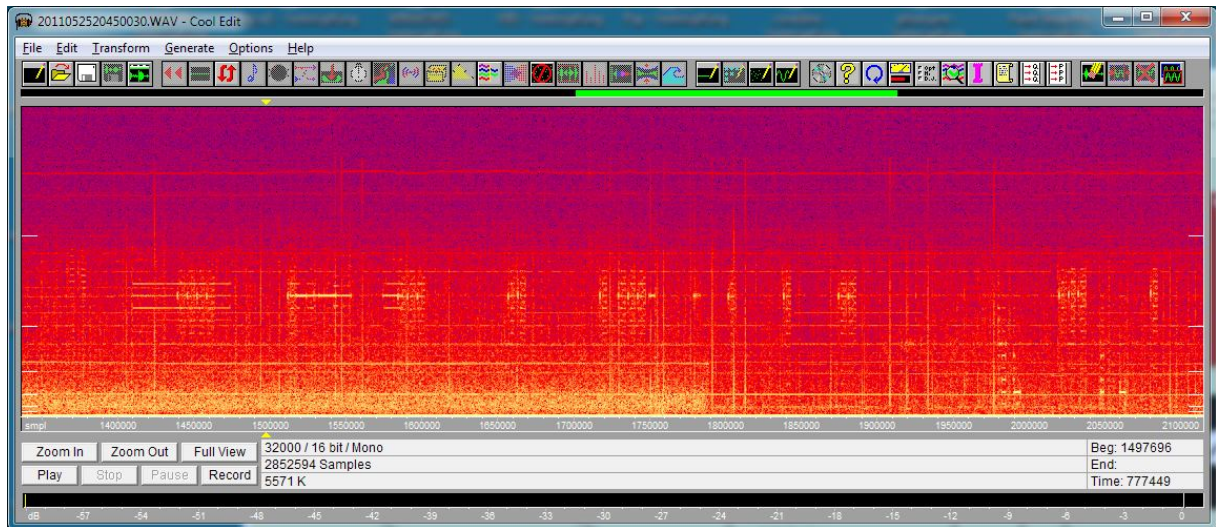 2011052520450030.WAV - Cool Edit
File Edit Transform Generate Options Help
smpl 1400000 1450000 1500000 1550000 1600000 1650000 1700000 1750000 1800000 1850000 1900000 1950000 2000000 2050000 2100000
Zoom In Zoom Out Full View 32000 / 16 bit / Mono Beg: 1497696
2852594 Samples End:
Play Stop Pause Record 5571 K Time: 777449
dB -57 -54 -51 -48 -45 -42 -39 -36 -33 -30 -27 -24 -21 -18 -15 -12 -9 -6 -3 0